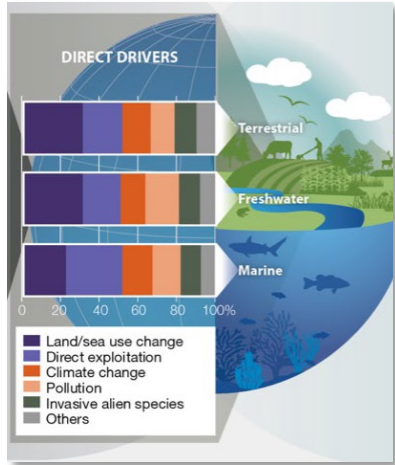 DIRECT DRIVERS
Terrestrial
Freshwater
Marine
0 20 40 60 80 100%
Land/sea use change
Direct exploitation
Climate change
Pollution
Invasive alien species
Others